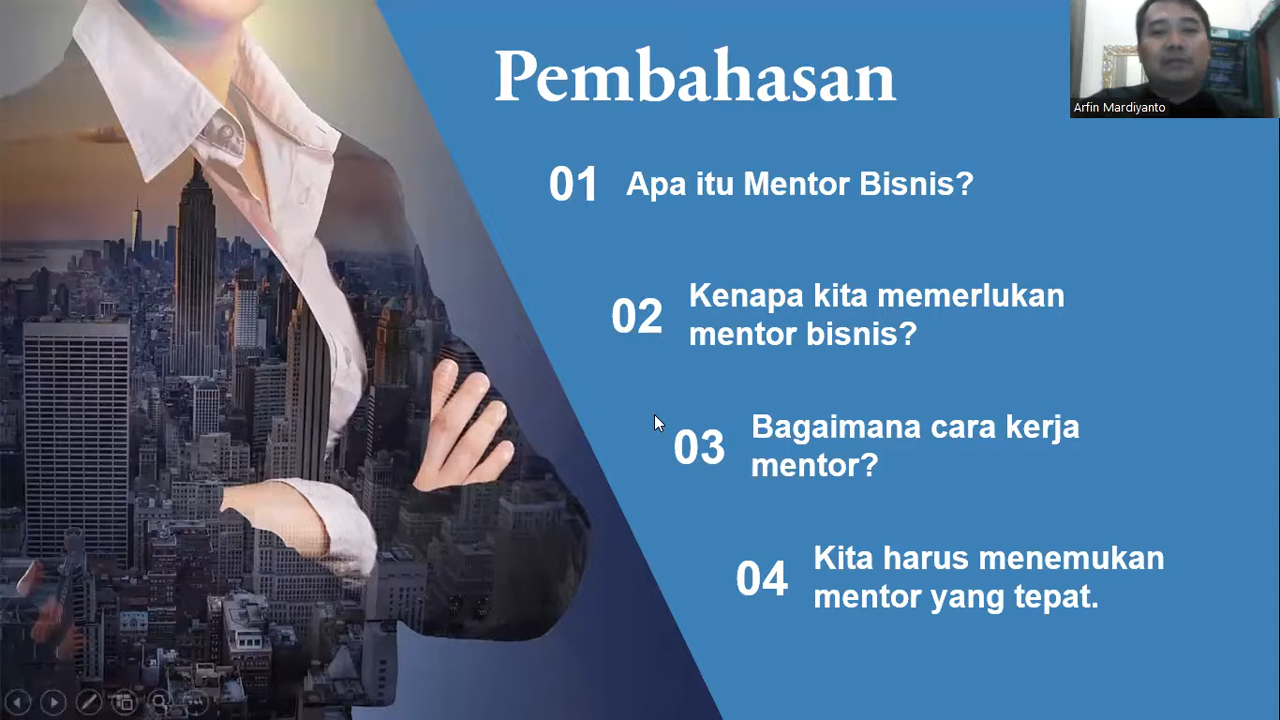 Pembahasan
Arfin Mardiyanto
01 Apa itu Mentor Bisnis?
02 Kenapa kita memerlukan
mentor bisnis?
03 Bagaimana cara kerja
mentor?
04 Kita harus menemukan
mentor yang tepat.